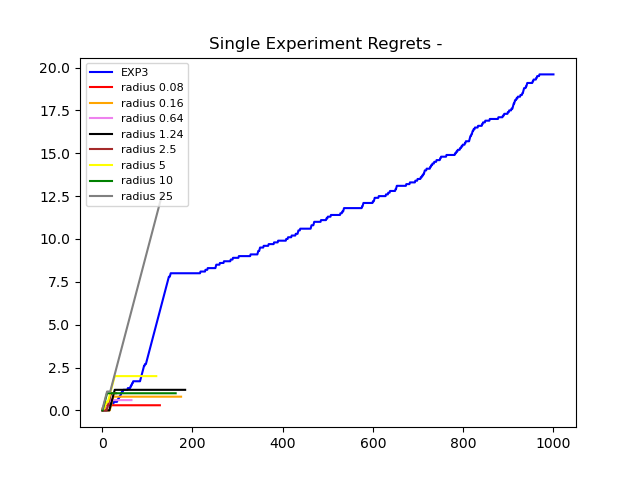 Single Experiment Regrets -
EXP3
radius 0.08
radius 0.16
radius 0.64
radius 1.24
radius 2.5
radius 5
radius 10
radius 25
20.0
17.5
15.0
12.5
10.0
7.5
5.0
2.5
0.0
0 200 400 600 800 1000